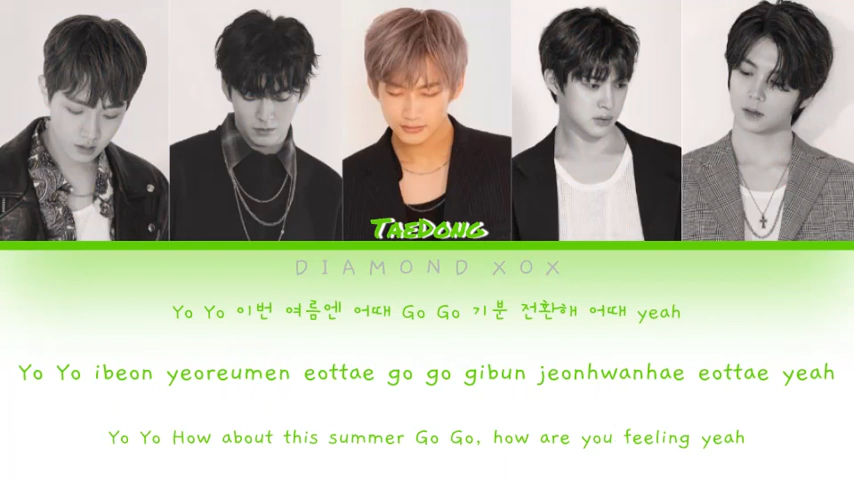 TaeDong
DIAMOND XOX
Yo Yo 이번 여름엔 어때 Go Go 기분 전환해 어때 yeah
Yo Yo ibeon yeoreumen eottae go go gibun jeonhwanhae eottae yeah
Yo Yo How about this summer Go Go, how are you feeling yeah